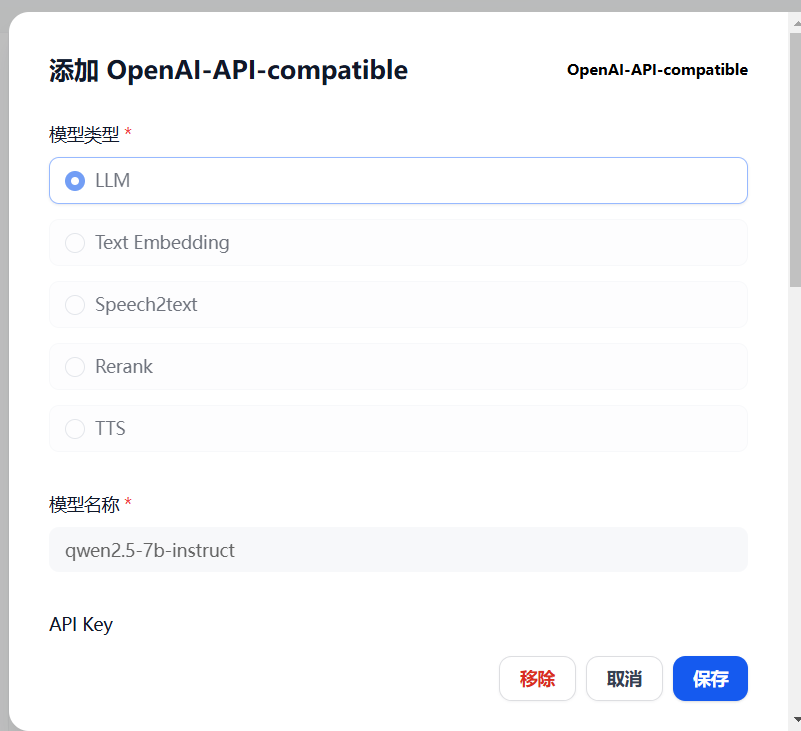 添加 OpenAI-API-compatible
OpenAI-API-compatible
模型类型 *
LLM
Text Embedding
Speech2text
Rerank
TTS
模型名称 *
qwen2.5-7b-instruct
API Key
移除
取消
保存